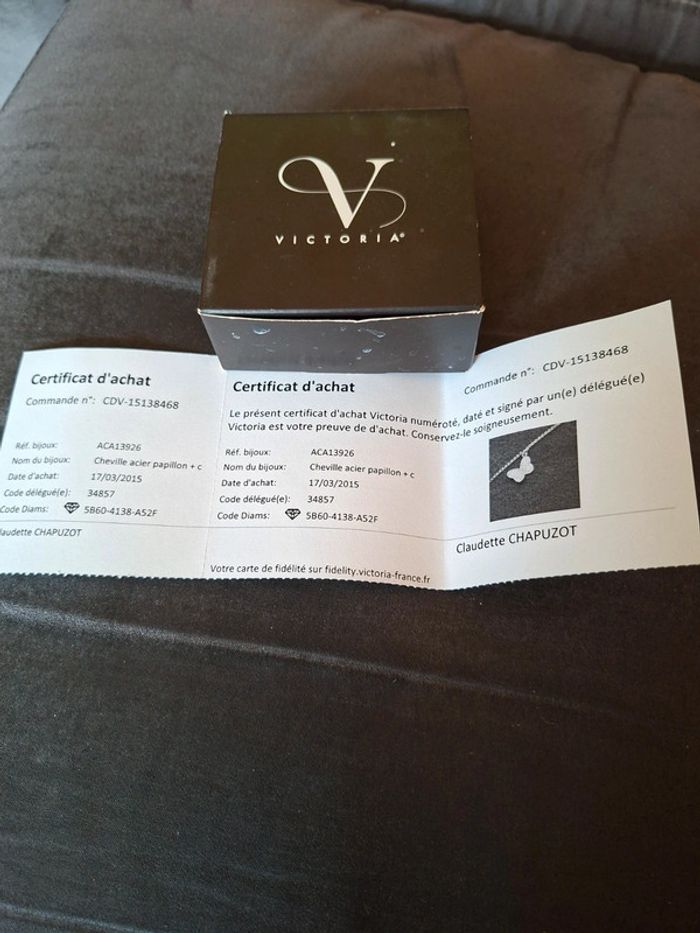 V
VICTORIA®
Certificat d'achat
Commande n°: CDV-15138468
Réf. bijoux: ACA13926
Nom du bijoux: Cheville acier papillon + c
Date d'achat: 17/03/2015
Code délégué(e): 34857
Code Diams: 5B60-4138-A52F
laudette CHAPUZOT
Certificat d'achat
Commande n°: CDV-15138468
Le présent certificat d'achat Victoria numéroté, daté et signé par un(e) délégué(e)
Victoria est votre preuve de d'achat. Conservez-le soigneusement.
Réf. bijoux: ACA13926
Nom du bijoux: Cheville acier papillon + c
Date d'achat: 17/03/2015
Code délégué(e): 34857
Code Diams: 5B60-4138-A52F
Claudette CHAPUZOT
Votre carte de fidélité sur fidelity.victoria-france.fr